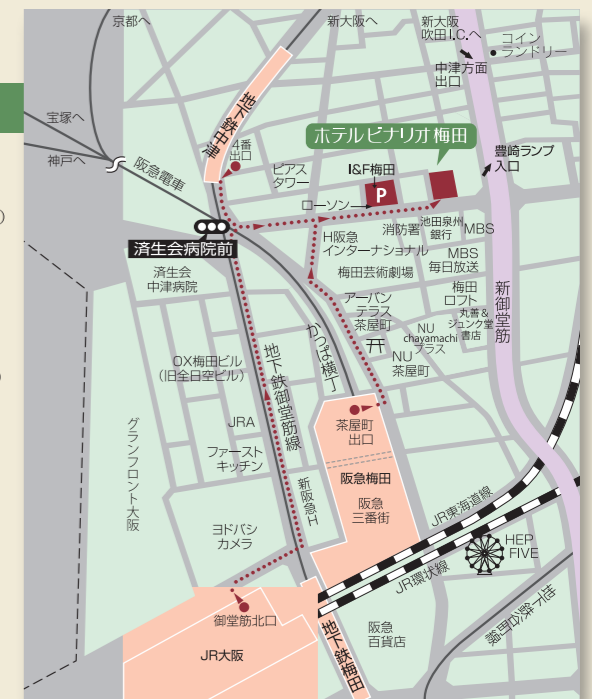 京都へ
新大阪へ
新大阪
吹田I.C.へ
コイン
ランドリー
中津方面
出口
宝塚へ
神戸へ
阪急電車
地下鉄中津
4番
出口
ピアス
タワー
ホテルビナリオ梅田
I&F梅田
P
ローソン
豊崎ランプ
入口
済生会病院前
済生会
中津病院
H阪急
インターナショナル
消防署
池田泉州
銀行
MBS
梅田芸術劇場
MBS
毎日放送
アーバン
テラス
茶屋町
梅田
ロフト
丸善&
ジュンク堂
書店
新御堂筋
NU
chayamachi
プラス
NU
茶屋町
かっぱ横丁
地下鉄御堂筋線
OX梅田ビル
(旧全日空ビル)
JRA
ファースト
キッチン
グランフロント大阪
茶屋町
出口
阪急梅田
阪急
三番街
新阪急H
ヨドバシ
カメラ
JR東海道線
HEP
FIVE
JR環状線
御堂筋北口
JR大阪
地下鉄梅田
阪急
百貨店
地下鉄谷町線
)
)